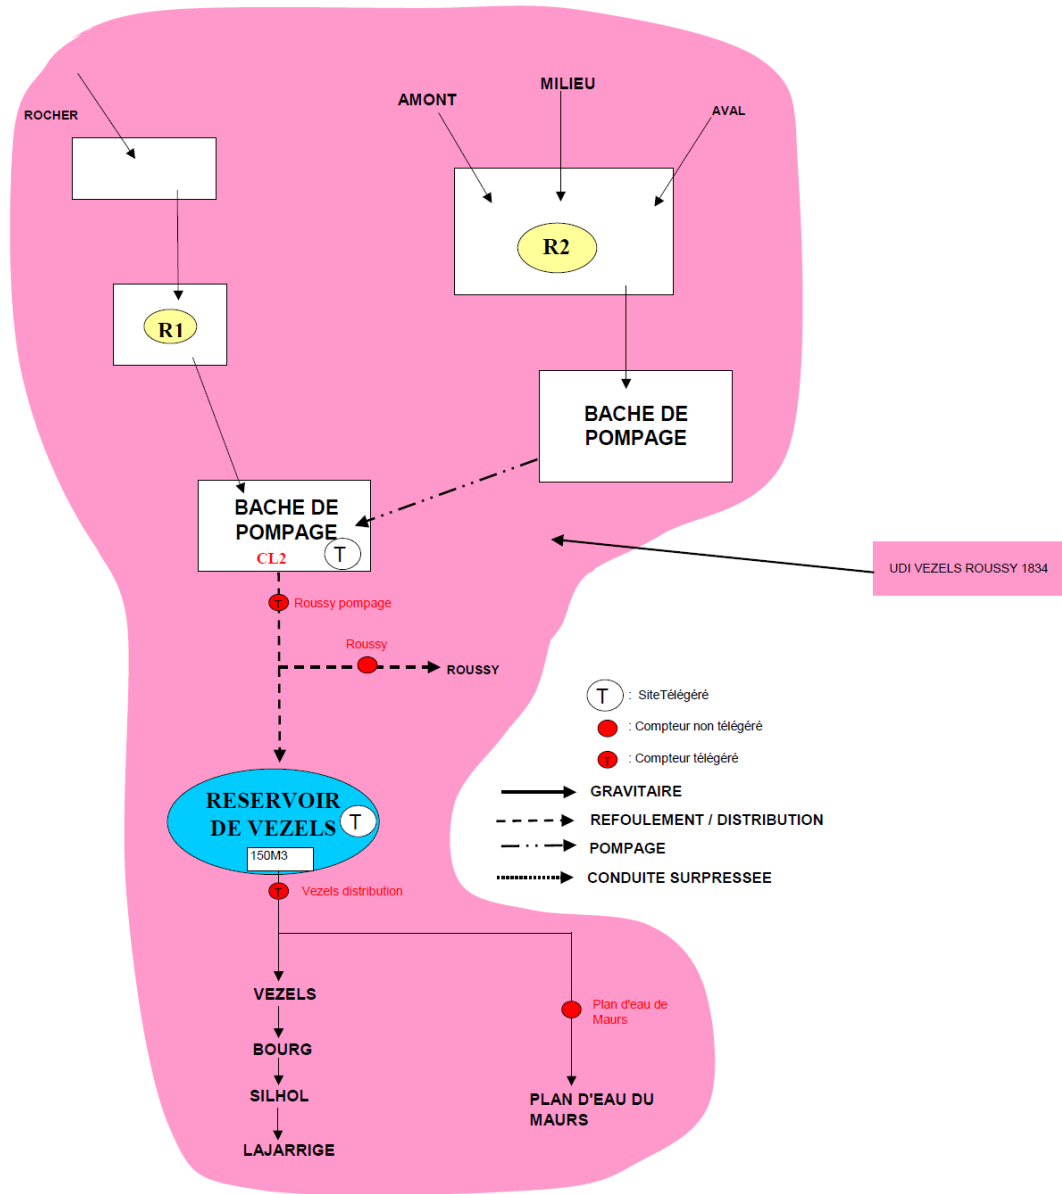 ROCHER
AMONT
MILIEU
AVAL
R2
R1
BACHE DE
POMPAGE
BACHE DE
POMPAGE
CL2
T
UDI VEZELS ROUSSY 1834
T
Roussy pompage
Roussy
ROUSSY
T
: SiteTélégéré
: Compteur non télégéré
T
: Compteur télégéré
GRAVITAIRE
REFOULEMENT / DISTRIBUTION
POMPAGE
CONDUITE SURPRESSEE
RESERVOIR
DE VEZELS
T
150M3
T
Vezels distribution
VEZELS
BOURG
SILHOL
LAJARRIGE
Plan d'eau de
Maurs
PLAN D'EAU DU
MAURS